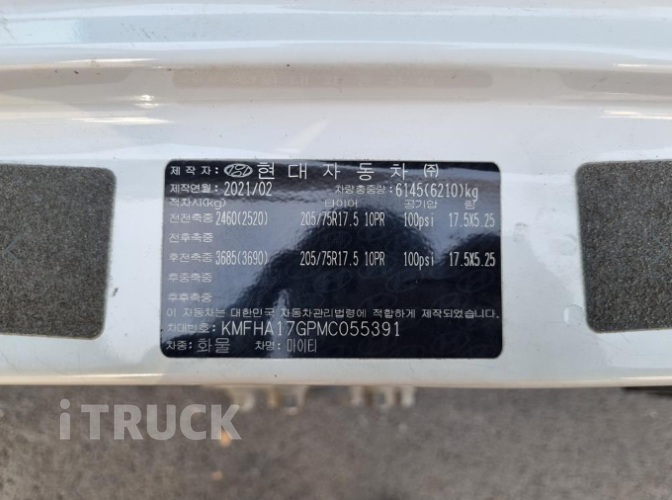 제 작 자: 현 대 자 동 차 ㈜
제작연월: 2021/02 차량총중량: 6145(6210)kg
적차시(kg) 타이어 공기압 림
전전축중 2460(2520) 205/75R17.5 10PR 100psi 17.5X5.25
전후축중
후전축중 3685(3690) 205/75R17.5 10PR 100psi 17.5X5.25
후중축중
후후축중
이 자동차는 대한민국 자동차관리법령에 적합하게 제작되었습니다.
차대번호: KMFHA17GPMC055391
차종: 화물 차명: 마이티
iTRUCK